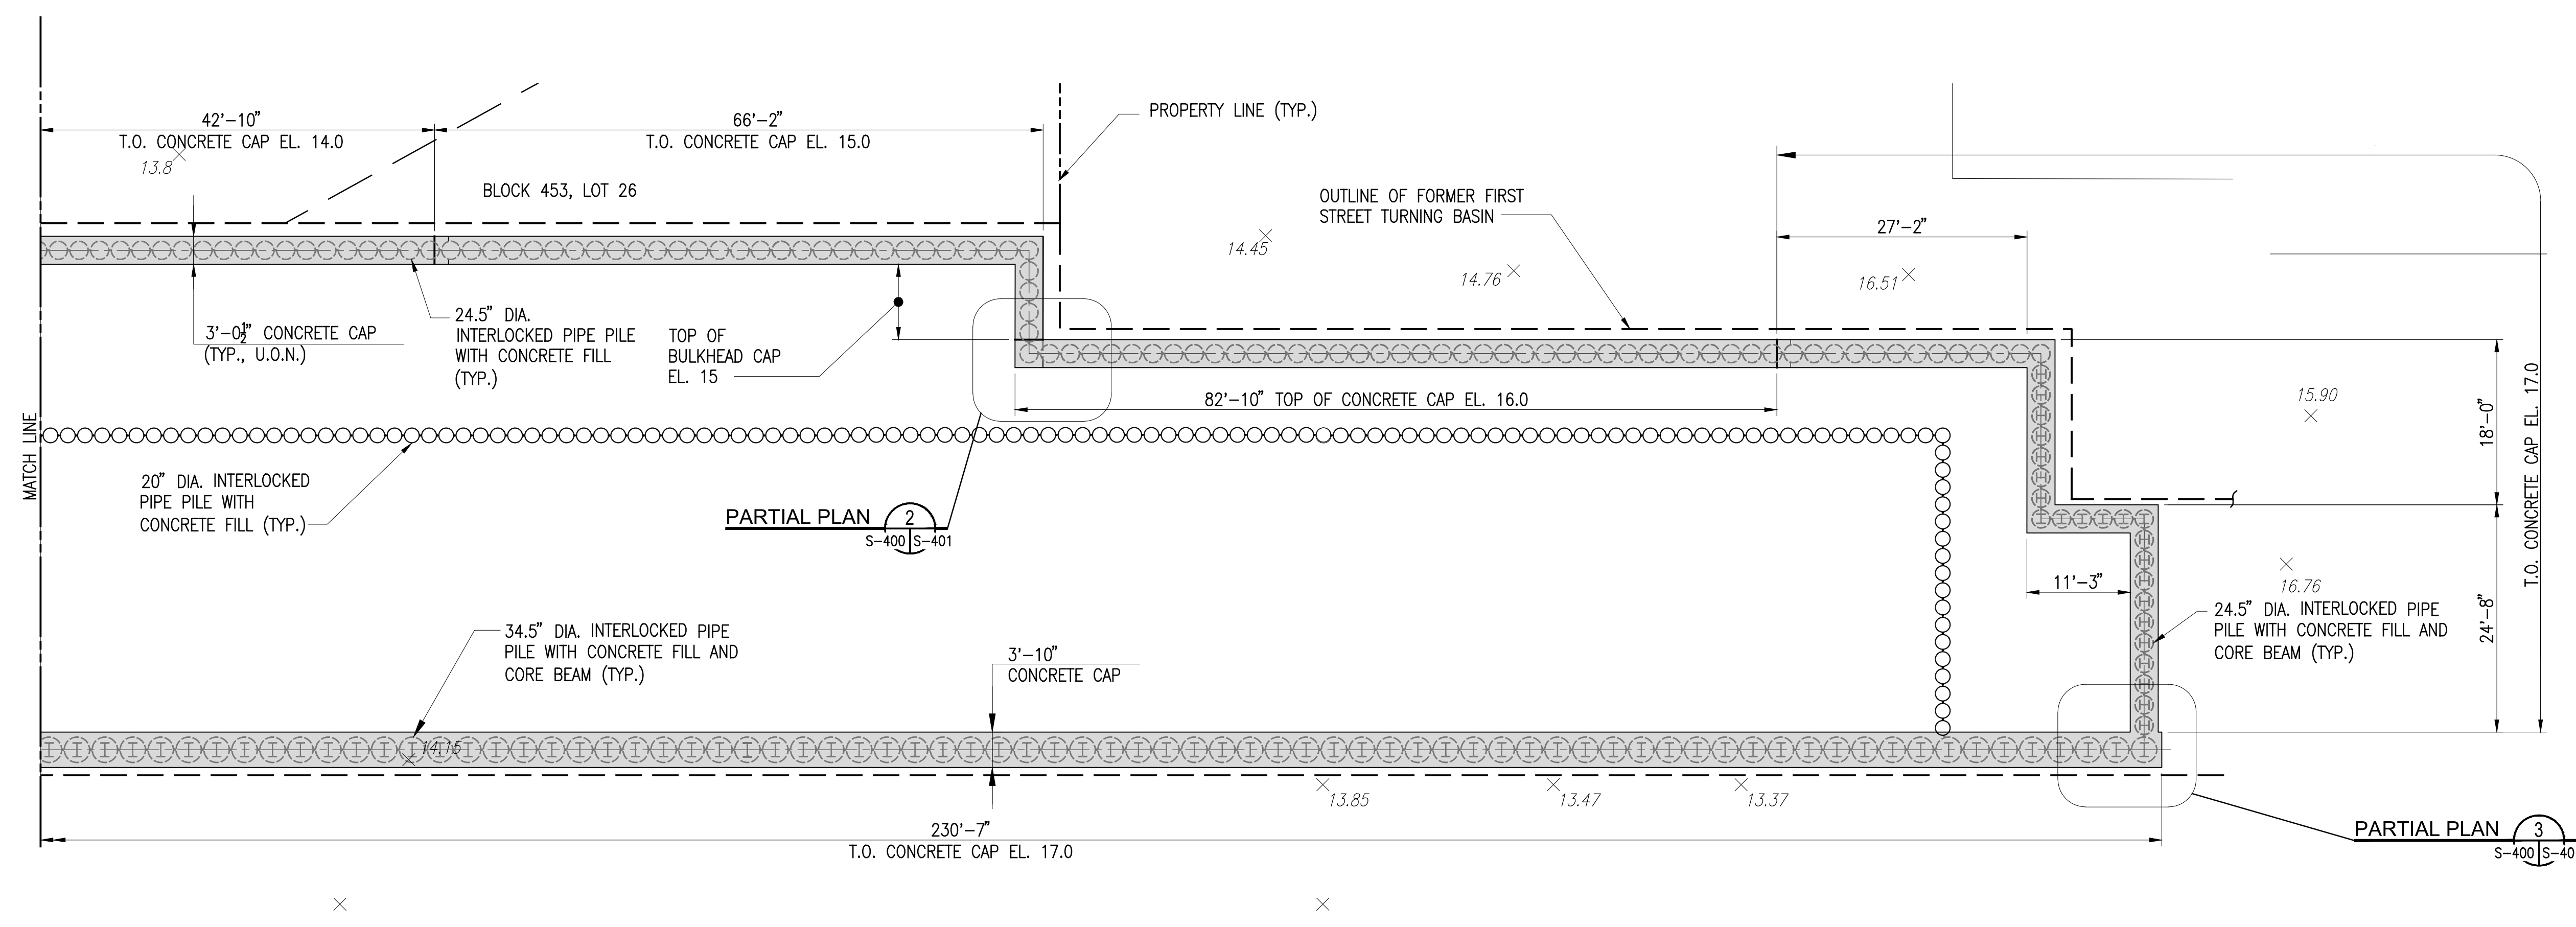 42'-10"
T.O. CONCRETE CAP EL. 14.0
13.8
66'-2"
T.O. CONCRETE CAP EL. 15.0
BLOCK 453, LOT 26
PROPERTY LINE (TYP.)
OUTLINE OF FORMER FIRST
STREET TURNING BASIN
14.45
14.76
27'-2"
16.51
3'-0½" CONCRETE CAP
(TYP., U.O.N.)
24.5" DIA.
INTERLOCKED PIPE PILE
WITH CONCRETE FILL
(TYP.)
TOP OF
BULKHEAD CAP
EL. 15
82'-10" TOP OF CONCRETE CAP EL. 16.0
15.90
18'-0"
T.O. CONCRETE CAP EL. 17.0
MATCH LINE
20" DIA. INTERLOCKED
PIPE PILE WITH
CONCRETE FILL (TYP.)
PARTIAL PLAN
2
S-400 S-401
11'-3"
16.76
24'-8"
24.5" DIA. INTERLOCKED PIPE
PILE WITH CONCRETE FILL AND
CORE BEAM (TYP.)
34.5" DIA. INTERLOCKED PIPE
PILE WITH CONCRETE FILL AND
CORE BEAM (TYP.)
3'-10"
CONCRETE CAP
14.15
13.85
13.47
13.37
230'-7"
T.O. CONCRETE CAP EL. 17.0
PARTIAL PLAN
3
S-400 S-40